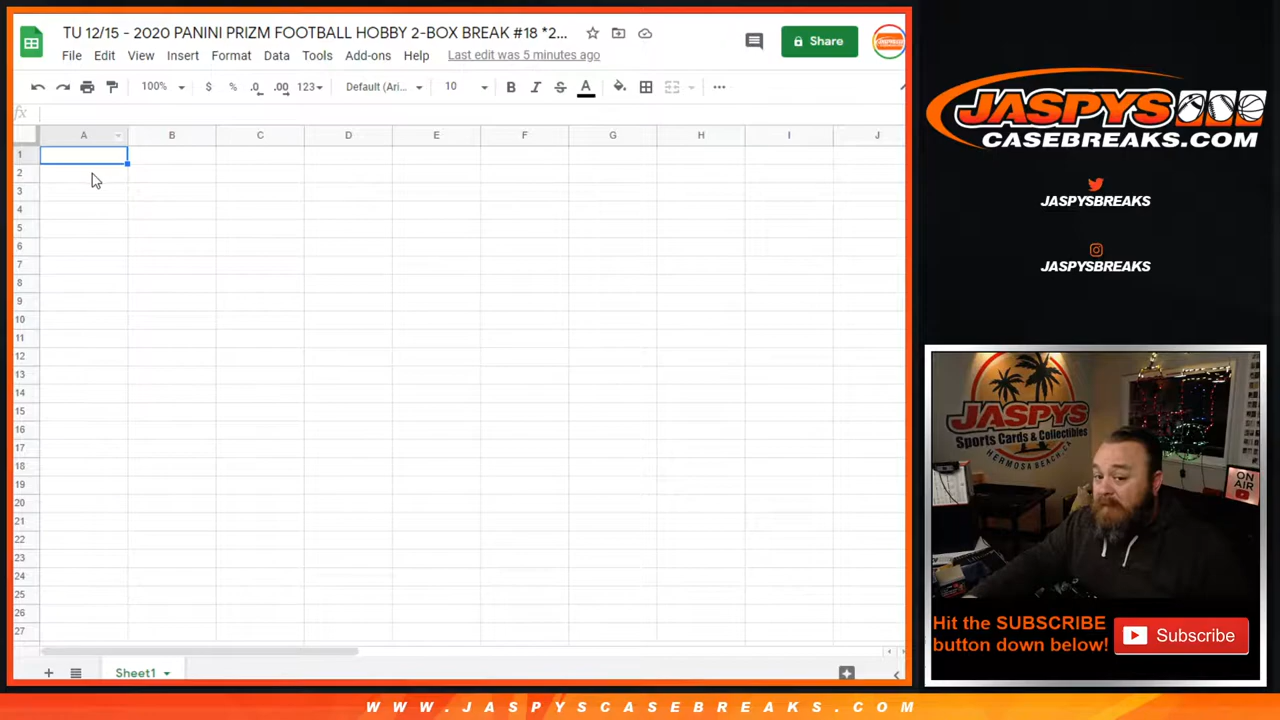 TU 12/15 - 2020 PANINI PRIZM FOOTBALL HOBBY 2-BOX BREAK #18 *2...
File Edit View Insert Format Data Tools Add-ons Help Last edit was 5 minutes ago
Share
100% $ % .0 .00 123 Default (Ari... 10 B I S A
fx
A B C D E F G H I J
1
2
3
4
5
6
7
8
9
10
11
12
13
14
15
16
17
18
19
20
21
22
23
24
25
26
27
Sheet1
JASPYS
CASEBREAKS.COM
JASPYSBREAKS
JASPYSBREAKS
JASPYS
Sports Cards & Collectibles
HERMOSA BEACH, CA
ON
AIR
Hit the SUBSCRIBE
button down below!
Subscribe
WWW.JASPYSCASEBREAKS.COM